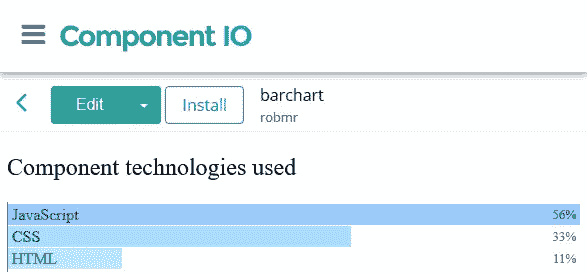 Component IO
Edit Install barchart
robmr
Component technologies used
JavaScript 56%
CSS 33%
HTML 11%